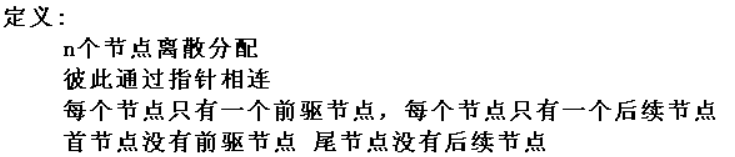 定义:
n个节点离散分配
彼此通过指针相连
每个节点只有一个前驱节点，每个节点只有一个后续节点
首节点没有前驱节点 尾节点没有后续节点